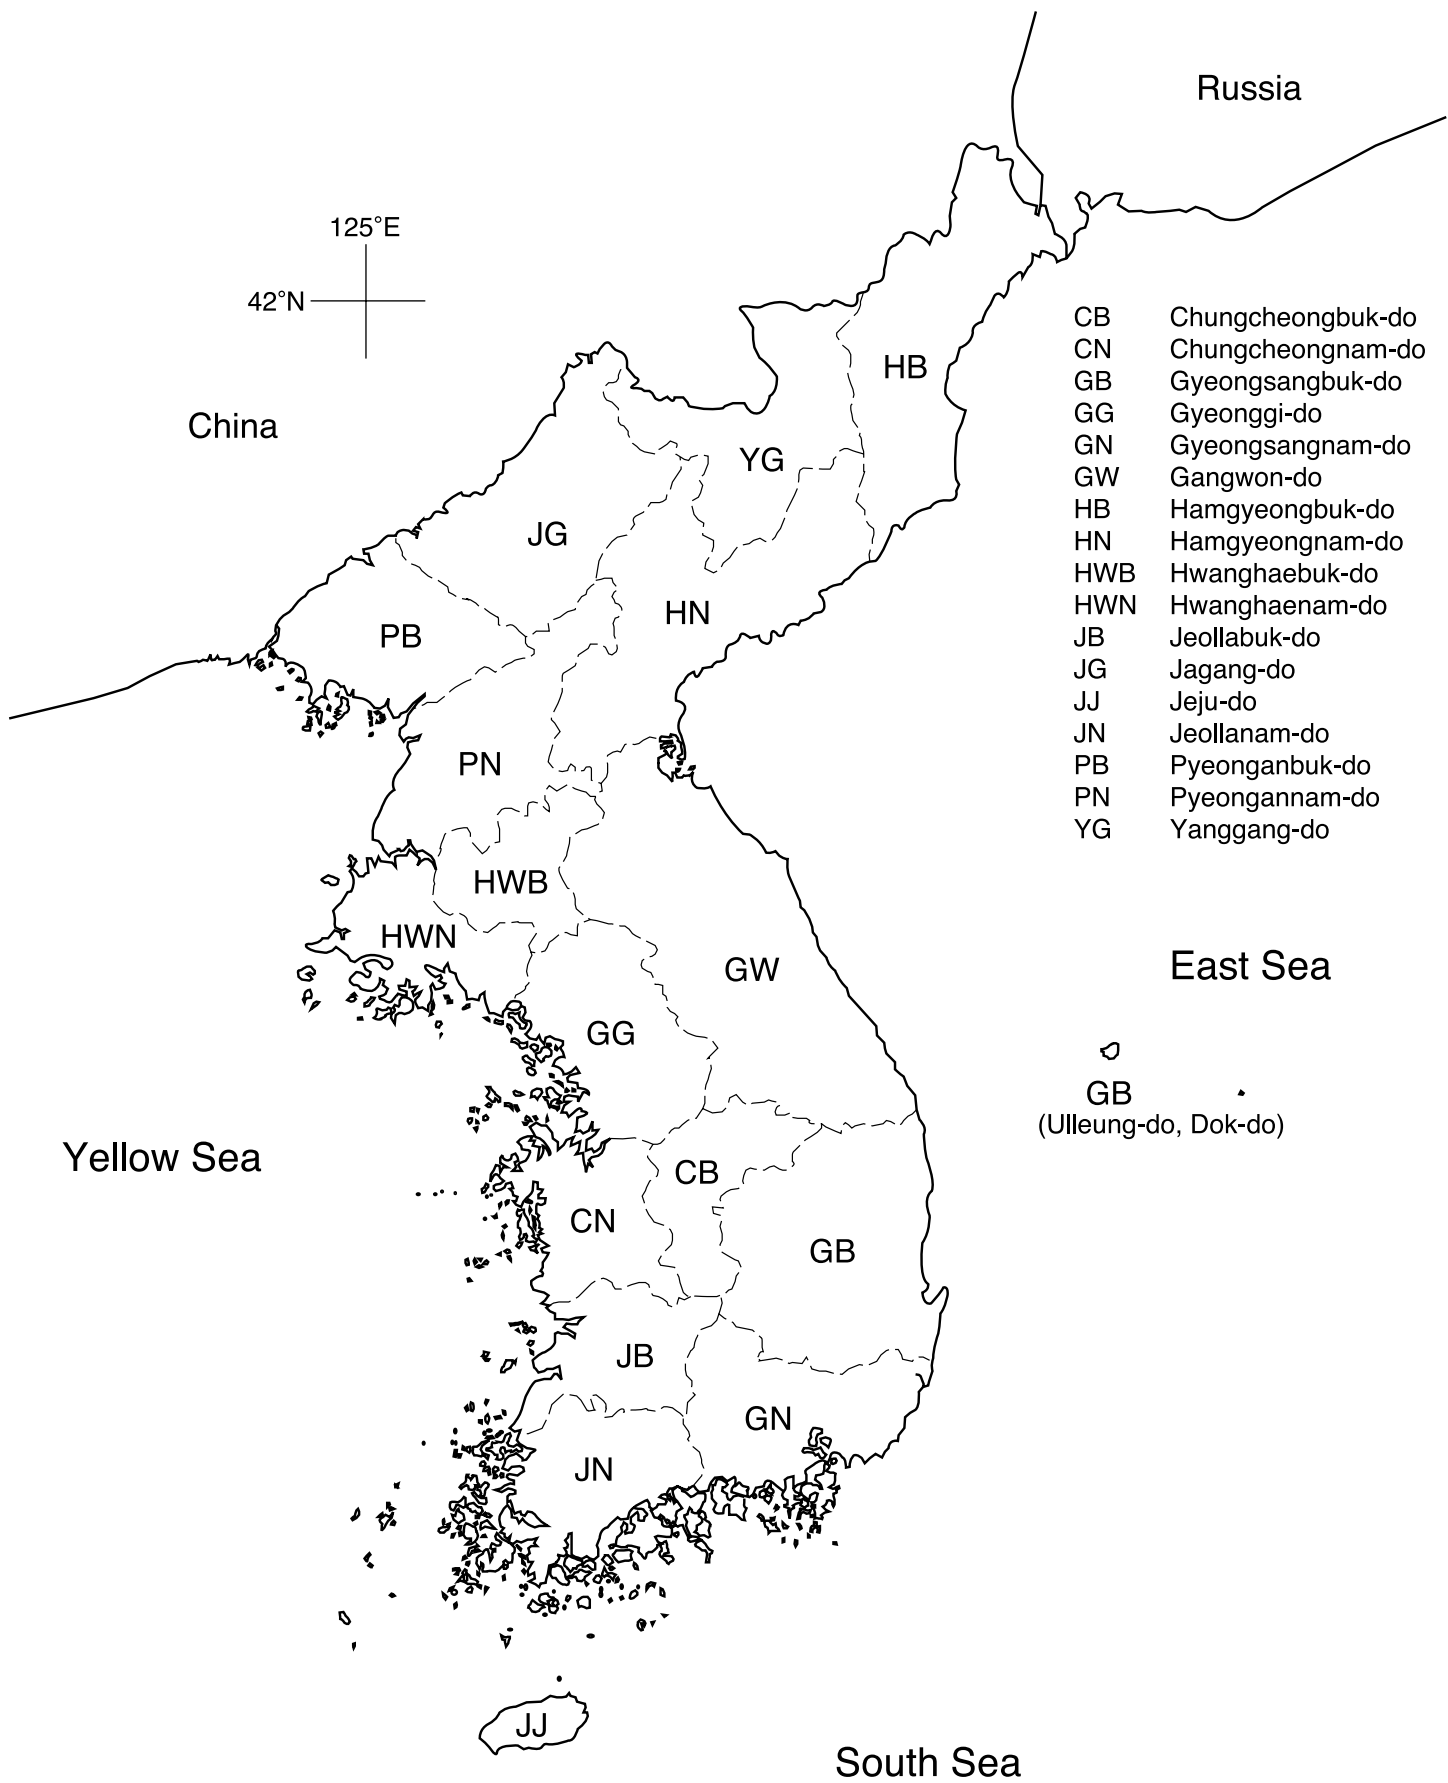 Russia
125°E
42°N
China
HB
YG
JG
HN
PB
PN
HWB
HWN
GW
GG
CB
CN
GB
JB
GN
JN
JJ
CB Chungcheongbuk-do
CN Chungcheongnam-do
GB Gyeongsangbuk-do
GG Gyeonggi-do
GN Gyeongsangnam-do
GW Gangwon-do
HB Hamgyeongbuk-do
HN Hamgyeongnam-do
HWB Hwanghaebuk-do
HWN Hwanghaenam-do
JB Jeollabuk-do
JG Jagang-do
JJ Jeju-do
JN Jeollanam-do
PB Pyeonganbuk-do
PN Pyeongannam-do
YG Yanggang-do
East Sea
GB
(Ulleung-do, Dok-do)
Yellow Sea
South Sea